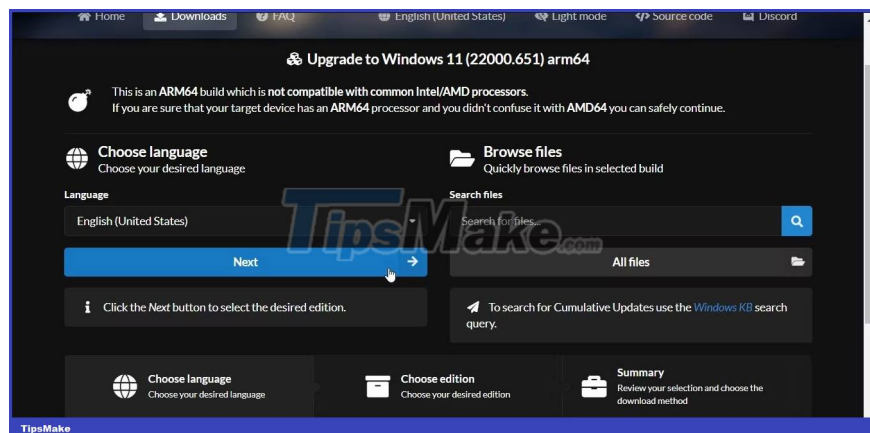 Home Downloads FAQ English (United States) Light mode Source code Discord
Upgrade to Windows 11 (22000.651) arm64
This is an ARM64 build which is not compatible with common Intel/AMD processors.
If you are sure that your target device has an ARM64 processor and you didn't confuse it with AMD64 you can safely continue.
Choose language
Choose your desired language
Language
English (United States)
Next
Click the Next button to select the desired edition.
Browse files
Quickly browse files in selected build
Search files
Search for files...
All files
To search for Cumulative Updates use the Windows KB search
query.
TipsMake.com
Choose language
Choose your desired language
Choose edition
Choose your desired edition
Summary
Review your selection and choose the
download method
TipsMake